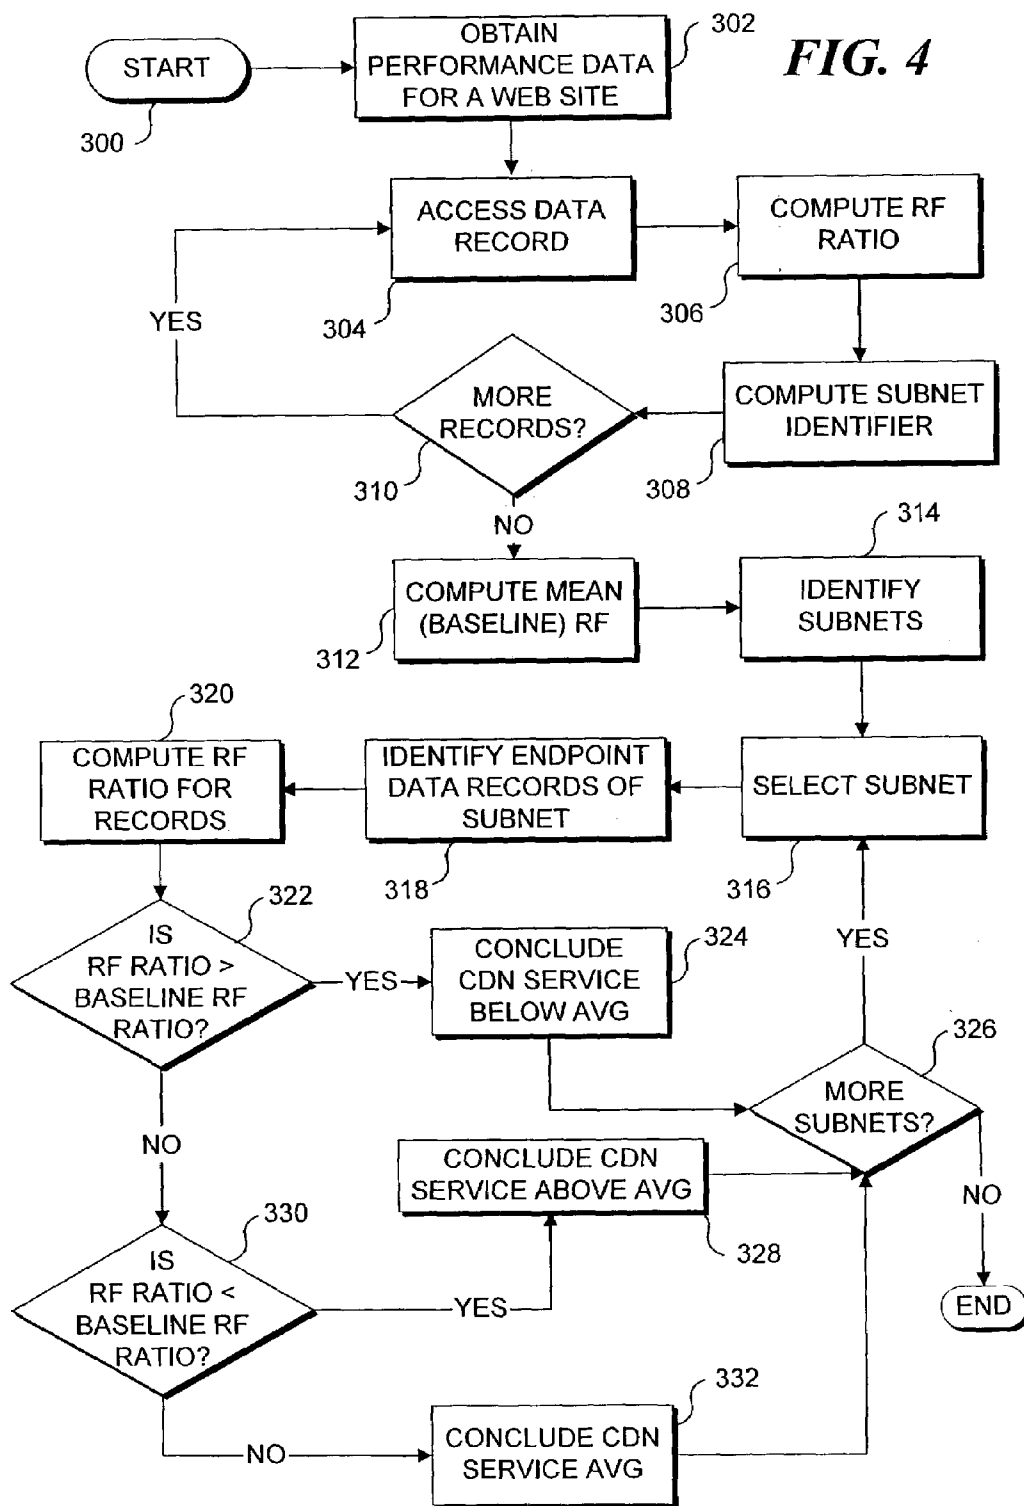 FIG. 4
START
300
OBTAIN
PERFORMANCE DATA
FOR A WEB SITE
302
ACCESS DATA
RECORD
304
COMPUTE RF
RATIO
306
YES
MORE
RECORDS?
310
COMPUTE SUBNET
IDENTIFIER
308
NO
COMPUTE MEAN
(BASELINE) RF
312
IDENTIFY
SUBNETS
314
320
COMPUTE RF
RATIO FOR
RECORDS
IDENTIFY ENDPOINT
DATA RECORDS OF
SUBNET
318
SELECT SUBNET
316
322
IS
RF RATIO >
BASELINE RF
RATIO?
YES
CONCLUDE
CDN SERVICE
BELOW AVG
324
YES
326
MORE
SUBNETS?
NO
CONCLUDE CDN
SERVICE ABOVE AVG
328
NO
END
330
IS
RF RATIO <
BASELINE RF
RATIO?
YES
NO
CONCLUDE CDN
SERVICE AVG
332